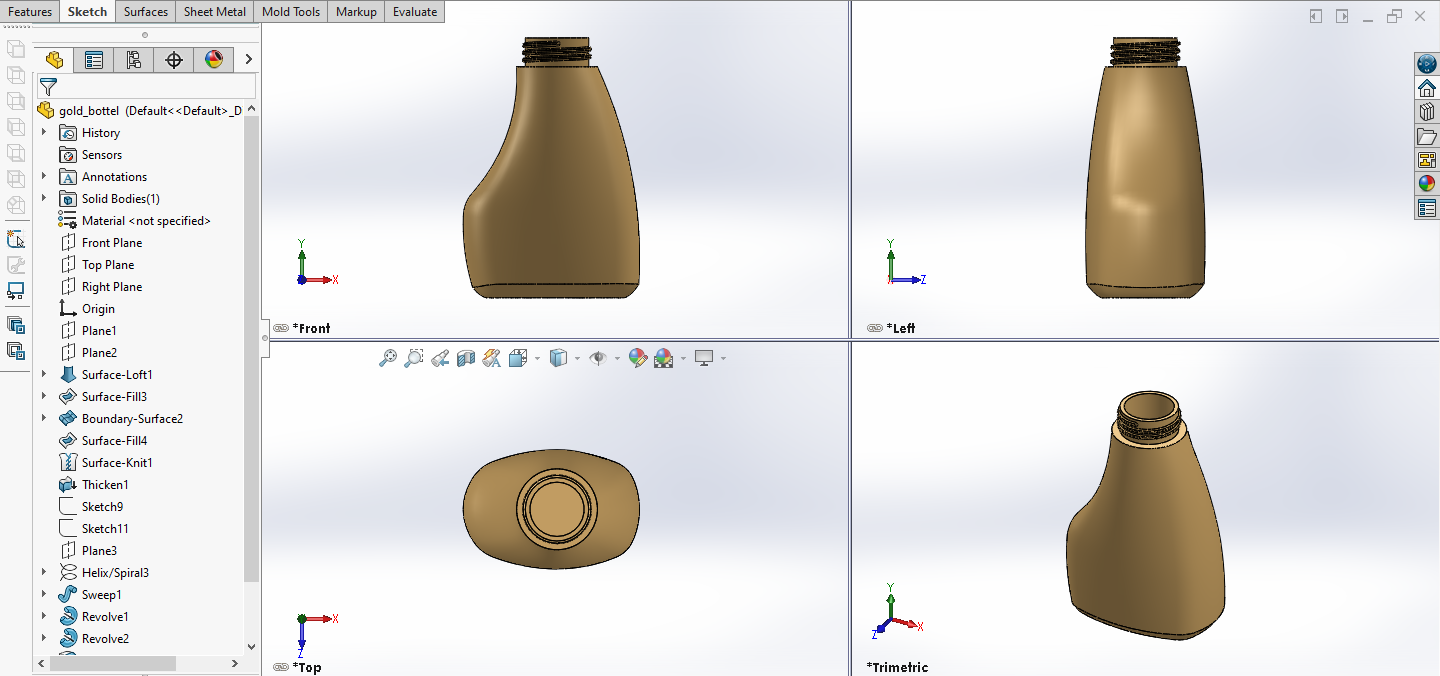 Features Sketch Surfaces Sheet Metal Mold Tools Markup Evaluate
gold_bottel (Default<<Default>_D
History
Sensors
A Annotations
Solid Bodies(1)
Material <not specified>
Front Plane
Top Plane
Right Plane
Origin
Plane1
Plane2
Surface-Loft1
Surface-Fill3
Boundary-Surface2
Surface-Fill4
Surface-Knit1
Thicken1
Sketch9
Sketch11
Plane3
Helix/Spiral3
Sweep1
Revolve1
Revolve2
Y
X
*Front
Y
X
Z
*Left
X
Z
*Top
Y
X
Z
*Trimetric